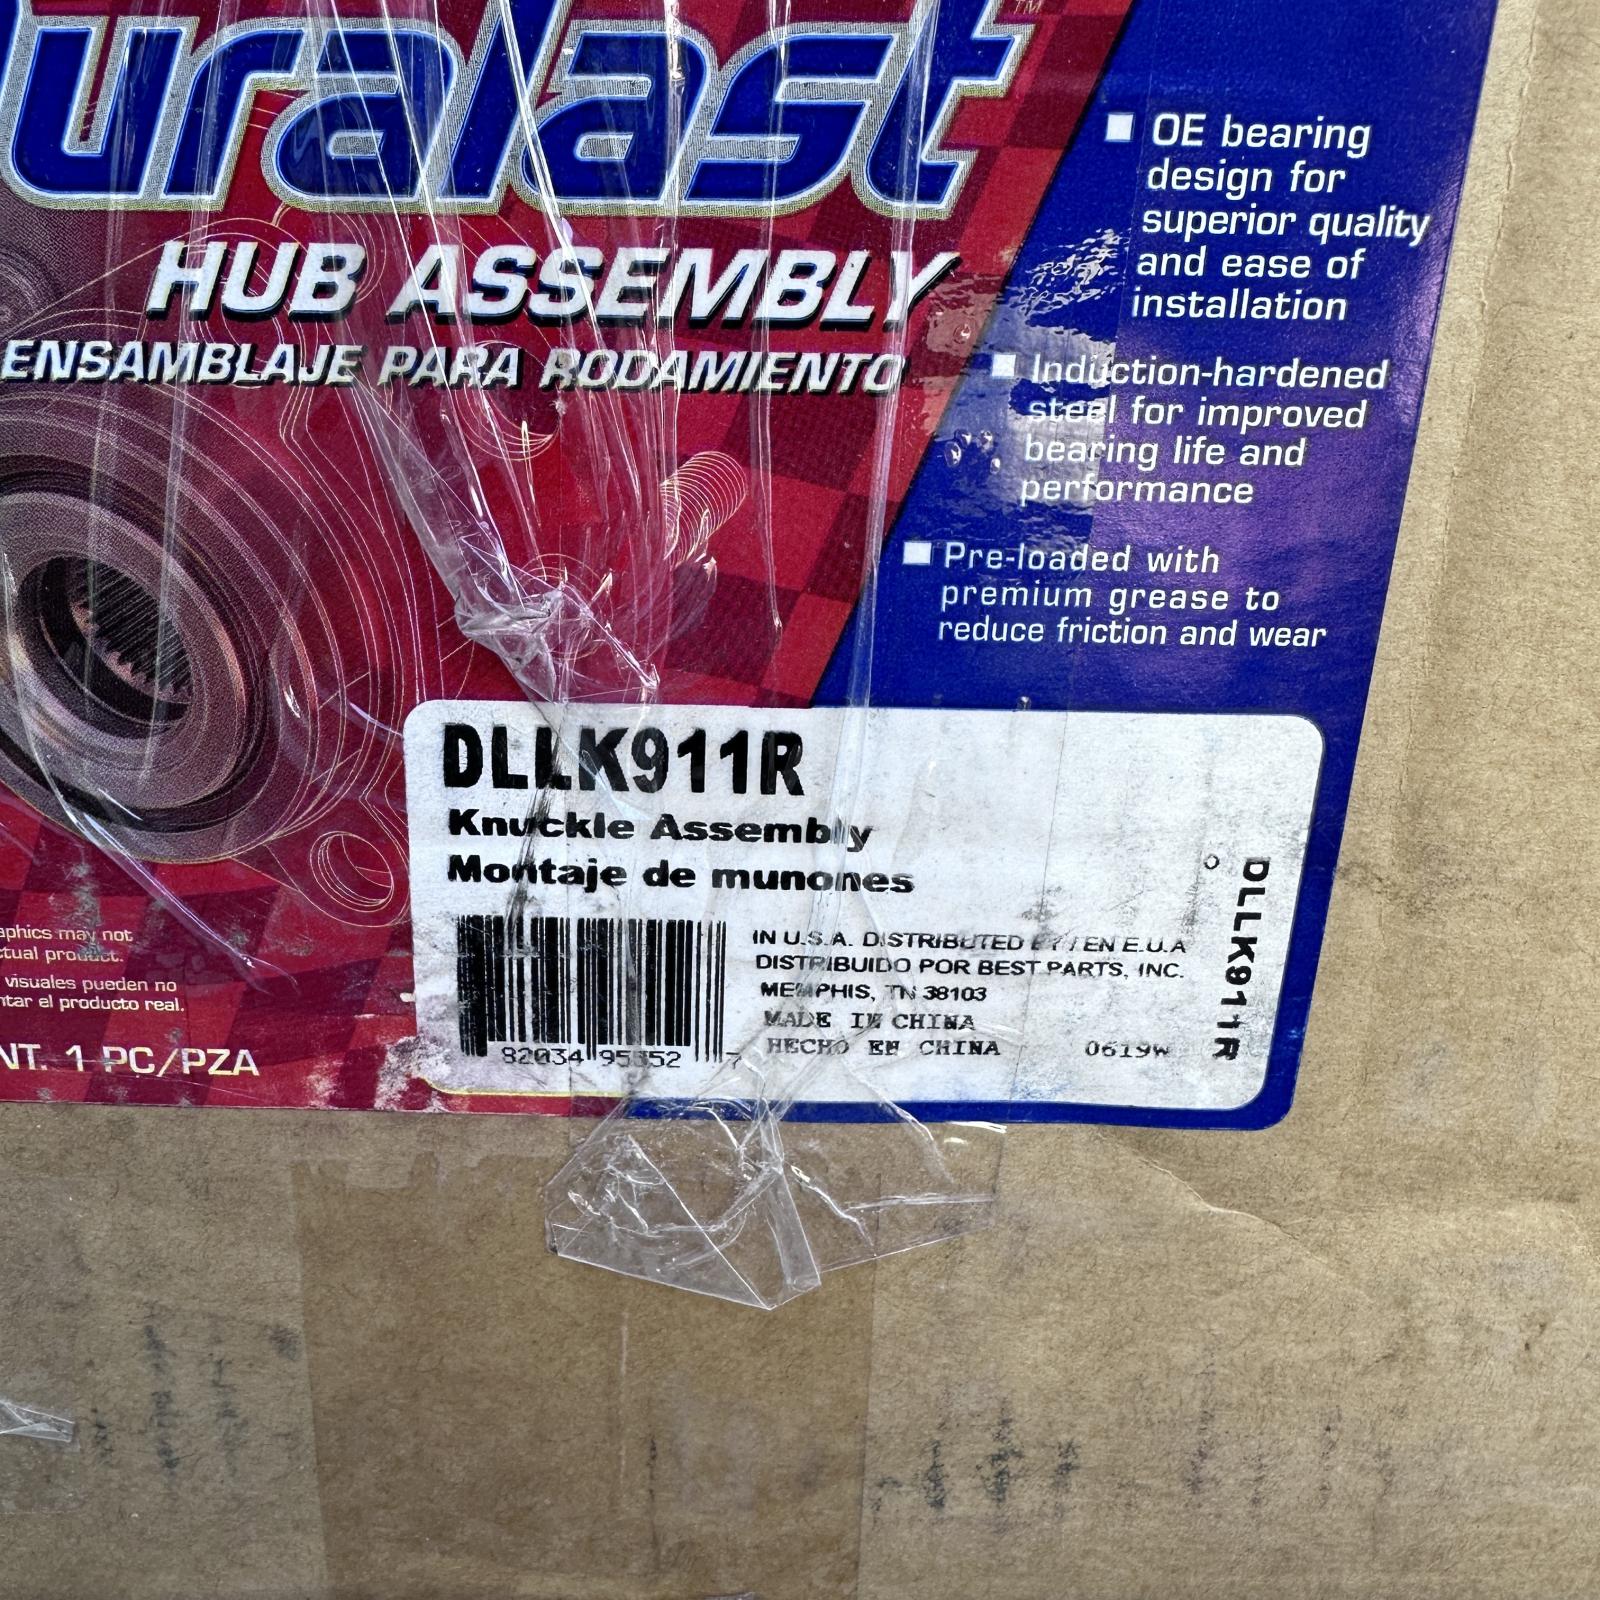 uralast™
HUB ASSEMBLY
ENSAMBLAJE PARA RODAMIENTO
OE bearing
design for
superior quality
and ease of
installation
Induction-hardened
steel for improved
bearing life and
performance
Pre-loaded with
premium grease to
reduce friction and wear
DLLK911R
Knuckle Assembly
Montaje de munones
IN U.S.A. DISTRIBUTED BY / EN E.U.A
DISTRIBUIDO POR BEST PARTS, INC.
MEMPHIS, TN 38103
MADE IN CHINA
HECHO EN CHINA 0619W
82034 95352 7
DLLK911R
aphics may not
ctual product.
visuales pueden no
ntar el producto real.
NT. 1 PC/PZA